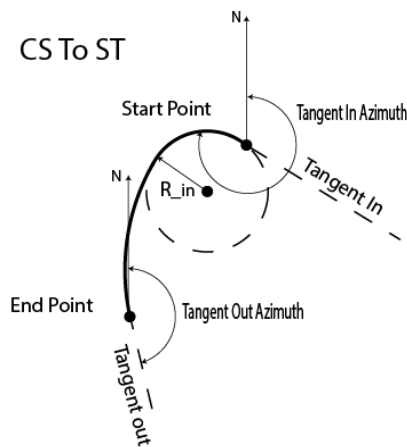 N
CS To ST
Start Point
Tangent In Azimuth
Tangent In
N
R_in
End Point
Tangent Out Azimuth
Tangent out